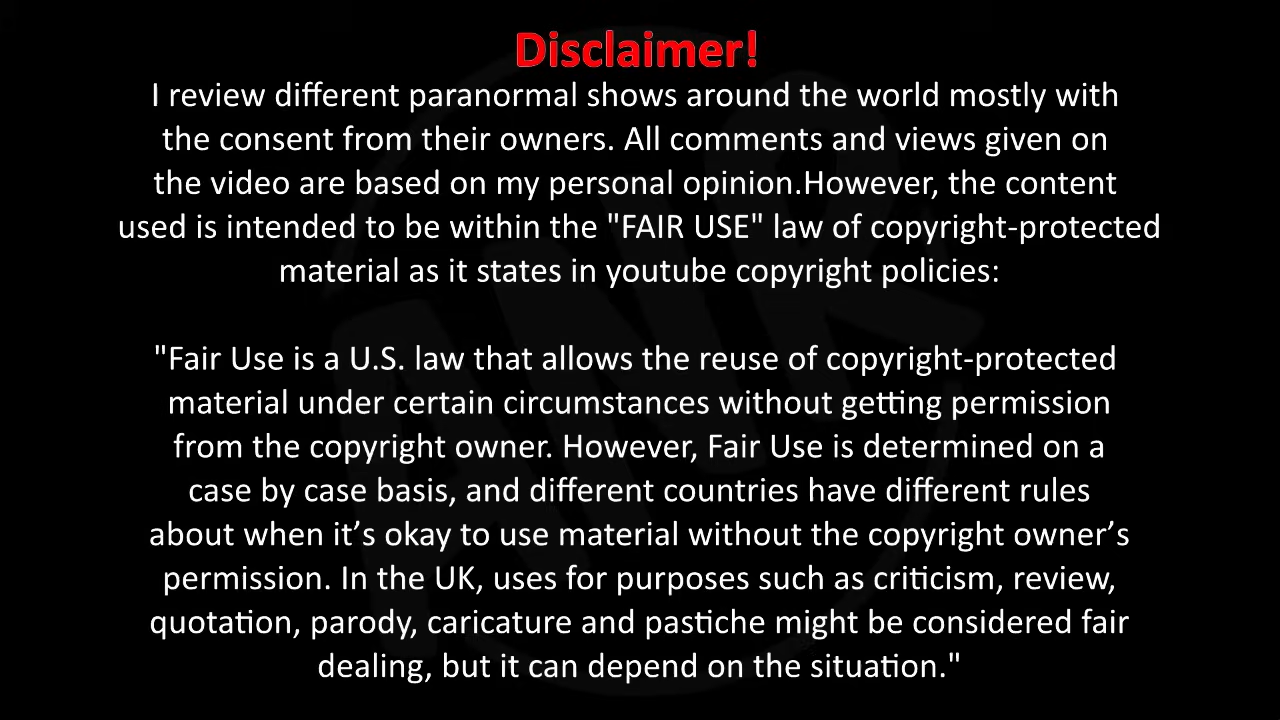 Disclaimer!
I review different paranormal shows around the world mostly with
the consent from their owners. All comments and views given on
the video are based on my personal opinion.However, the content
used is intended to be within the "FAIR USE" law of copyright-protected
material as it states in youtube copyright policies:
"Fair Use is a U.S. law that allows the reuse of copyright-protected
material under certain circumstances without getting permission
from the copyright owner. However, Fair Use is determined on a
case by case basis, and different countries have different rules
about when it’s okay to use material without the copyright owner’s
permission. In the UK, uses for purposes such as criticism, review,
quotation, parody, caricature and pastiche might be considered fair
dealing, but it can depend on the situation."
ANR